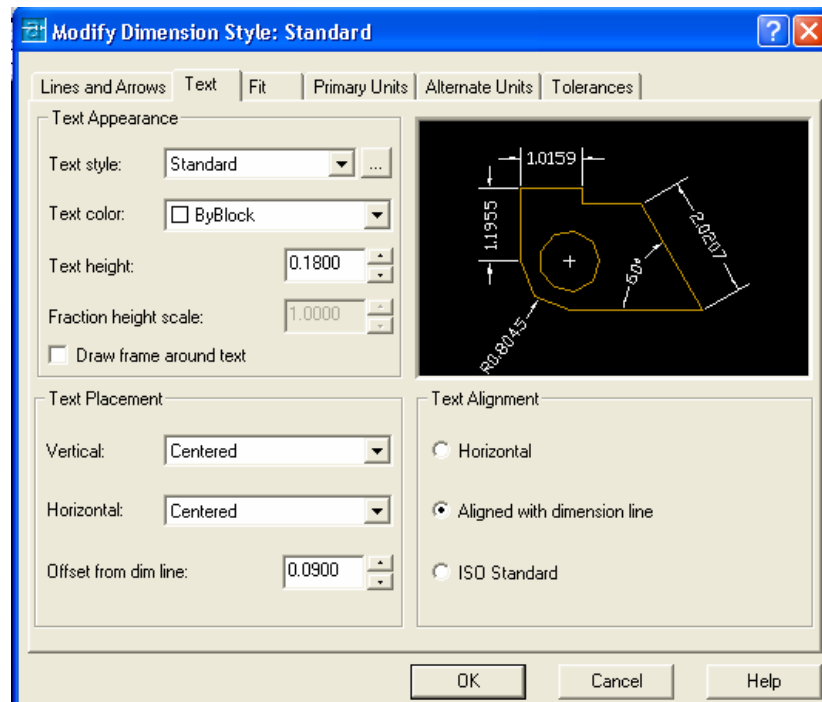 Modify Dimension Style: Standard
Lines and Arrows Text Fit Primary Units Alternate Units Tolerances
Text Appearance
Text style: Standard ...
Text color: ByBlock
Text height: 0.1800
Fraction height scale: 1.0000
Draw frame around text
1.0159
1.1955
2.0207
60°
R0.8045
Text Placement
Vertical: Centered
Horizontal: Centered
Offset from dim line: 0.0900
Text Alignment
Horizontal
Aligned with dimension line
ISO Standard
OK Cancel Help